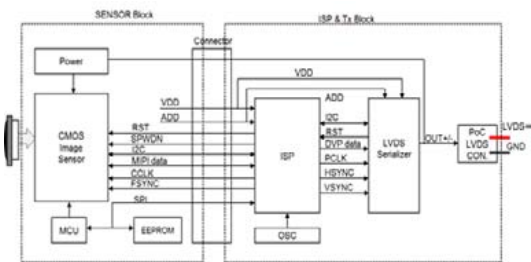 SENSOR Block
ISP & Tx Block
Connector
Power
VDD
VDD
ADD
ADD
CMOS
Image
Sensor
RST
SPWDN
I2C
MIPI data
CCLK
FSYNC
SPI
MCU
EEPROM
ISP
OSC
I2C
RST
DVP data
PCLK
HSYNC
VSYNC
LVDS
Serializer
OUT+/-
PoC
LVDS
CON.
LVDS+
GND